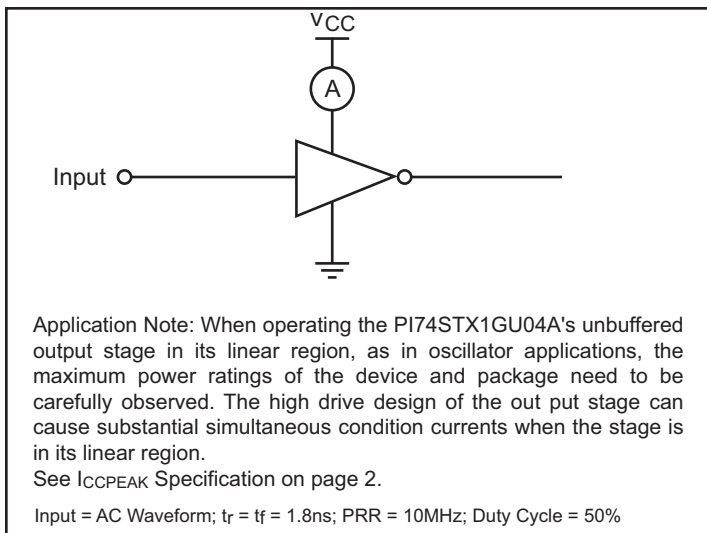 VCC
A
Input
Application Note: When operating the PI74STX1GU04A's unbuffered
output stage in its linear region, as in oscillator applications, the
maximum power ratings of the device and package need to be
carefully observed. The high drive design of the out put stage can
cause substantial simultaneous condition currents when the stage is
in its linear region.
See ICCPEAK Specification on page 2.
Input = AC Waveform; tr = tf = 1.8ns; PRR = 10MHz; Duty Cycle = 50%